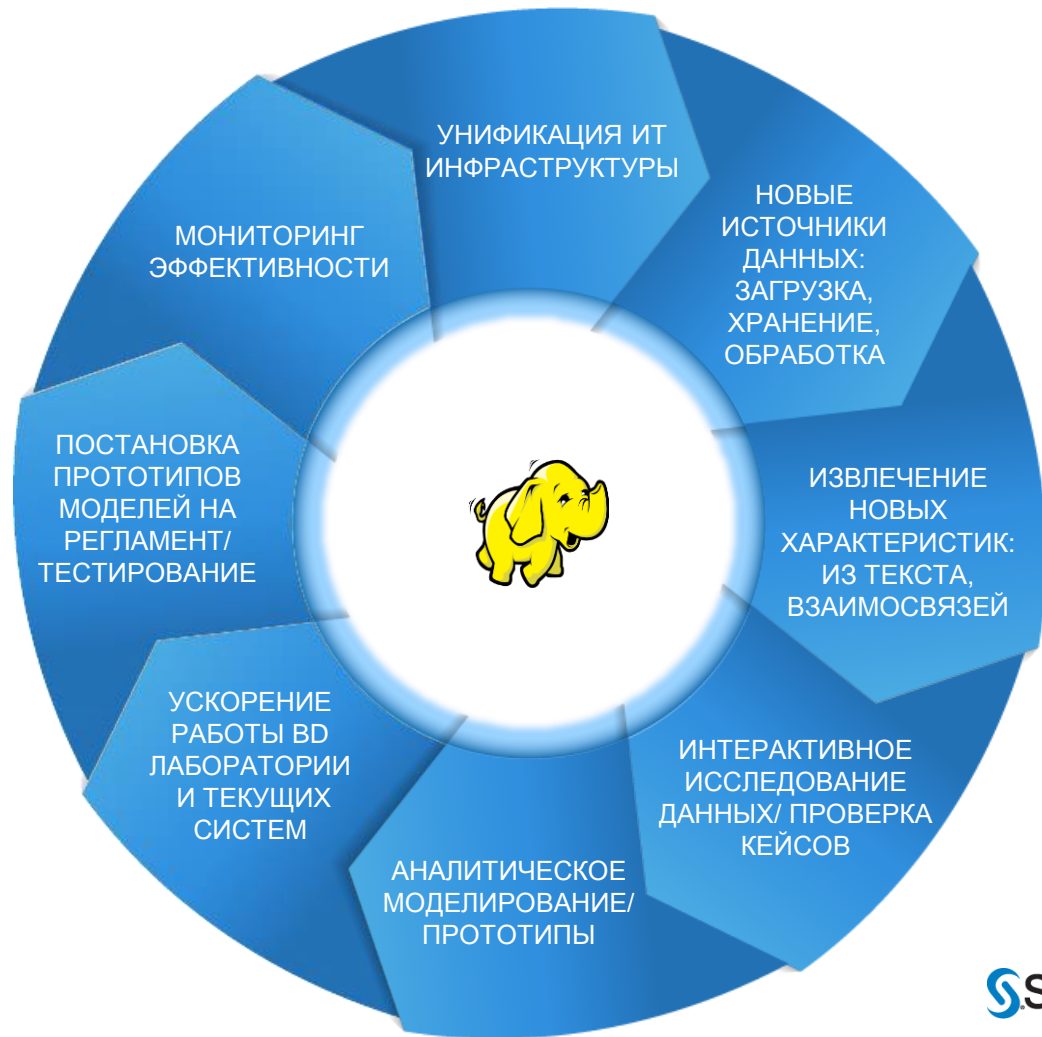 УНИФИКАЦИЯ ИТ
ИНФРАСТРУКТУРЫ
НОВЫЕ
ИСТОЧНИКИ
ДАННЫХ:
ЗАГРУЗКА,
ХРАНЕНИЕ,
ОБРАБОТКА
ИЗВЛЕЧЕНИЕ
НОВЫХ
ХАРАКТЕРИСТИК:
ИЗ ТЕКСТА,
ВЗАИМОСВЯЗЕЙ
ИНТЕРАКТИВНОЕ
ИССЛЕДОВАНИЕ
ДАННЫХ/ ПРОВЕРКА
КЕЙСОВ
АНАЛИТИЧЕСКОЕ
МОДЕЛИРОВАНИЕ/
ПРОТОТИПЫ
УСКОРЕНИЕ
РАБОТЫ BD
ЛАБОРАТОРИИ
И ТЕКУЩИХ
СИСТЕМ
ПОСТАНОВКА
ПРОТОТИПОВ
МОДЕЛЕЙ НА
РЕГЛАМЕНТ/
ТЕСТИРОВАНИЕ
МОНИТОРИНГ
ЭФФЕКТИВНОСТИ